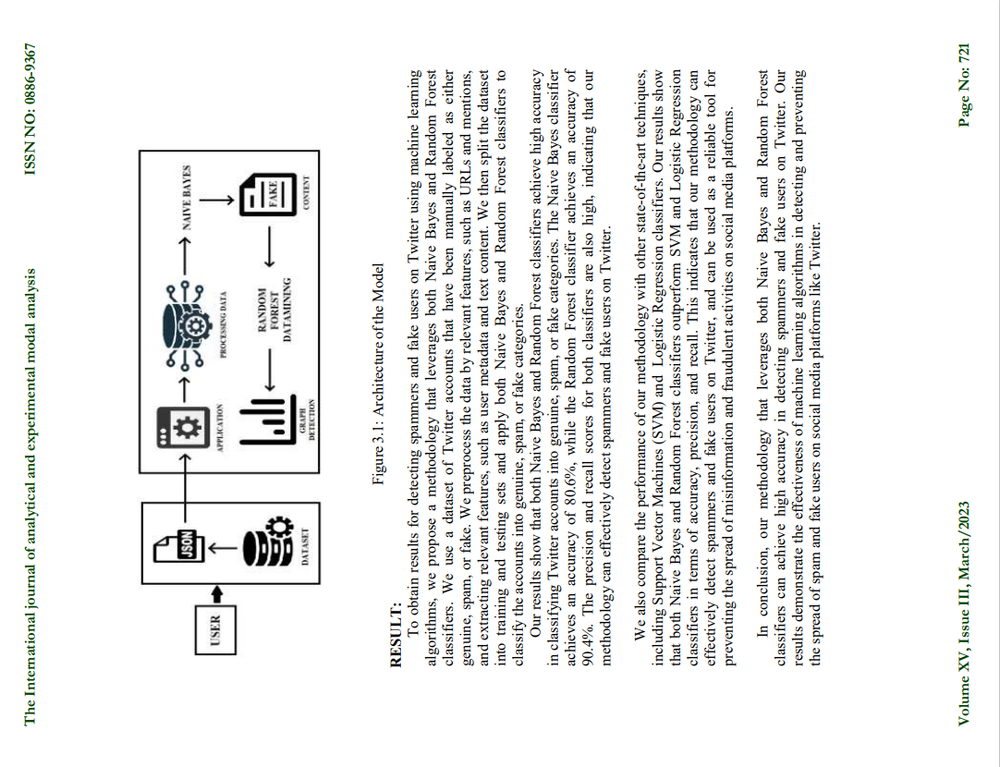 The International journal of analytical and experimental modal analysis
ISSN NO: 0886-9367
USER
JSON
DATASET
APPLICATION
PROCESSING DATA
NAIVE BAYES
GRAPH
DETECTION
RANDOM
FOREST
DATAMINING
FAKE
CONTENT
Figure 3.1: Architecture of the Model
RESULT:
To obtain results for detecting spammers and fake users on Twitter using machine learning
algorithms, we propose a methodology that leverages both Naive Bayes and Random Forest
classifiers. We use a dataset of Twitter accounts that have been manually labeled as either
genuine, spam, or fake. We preprocess the data by relevant features, such as URLs and mentions,
and extracting relevant features, such as user metadata and text content. We then split the dataset
into training and testing sets and apply both Naive Bayes and Random Forest classifiers to
classify the accounts into genuine, spam, or fake categories.
Our results show that both Naive Bayes and Random Forest classifiers achieve high accuracy
in classifying Twitter accounts into genuine, spam, or fake categories. The Naive Bayes classifier
achieves an accuracy of 80.6%, while the Random Forest classifier achieves an accuracy of
90.4%. The precision and recall scores for both classifiers are also high, indicating that our
methodology can effectively detect spammers and fake users on Twitter.
We also compare the performance of our methodology with other state-of-the-art techniques,
including Support Vector Machines (SVM) and Logistic Regression classifiers. Our results show
that both Naive Bayes and Random Forest classifiers outperform SVM and Logistic Regression
classifiers in terms of accuracy, precision, and recall. This indicates that our methodology can
effectively detect spammers and fake users on Twitter, and can be used as a reliable tool for
preventing the spread of misinformation and fraudulent activities on social media platforms.
In conclusion, our methodology that leverages both Naive Bayes and Random Forest
classifiers can achieve high accuracy in detecting spammers and fake users on Twitter. Our
results demonstrate the effectiveness of machine learning algorithms in detecting and preventing
the spread of spam and fake users on social media platforms like Twitter.
Volume XV, Issue III, March/2023
Page No: 721